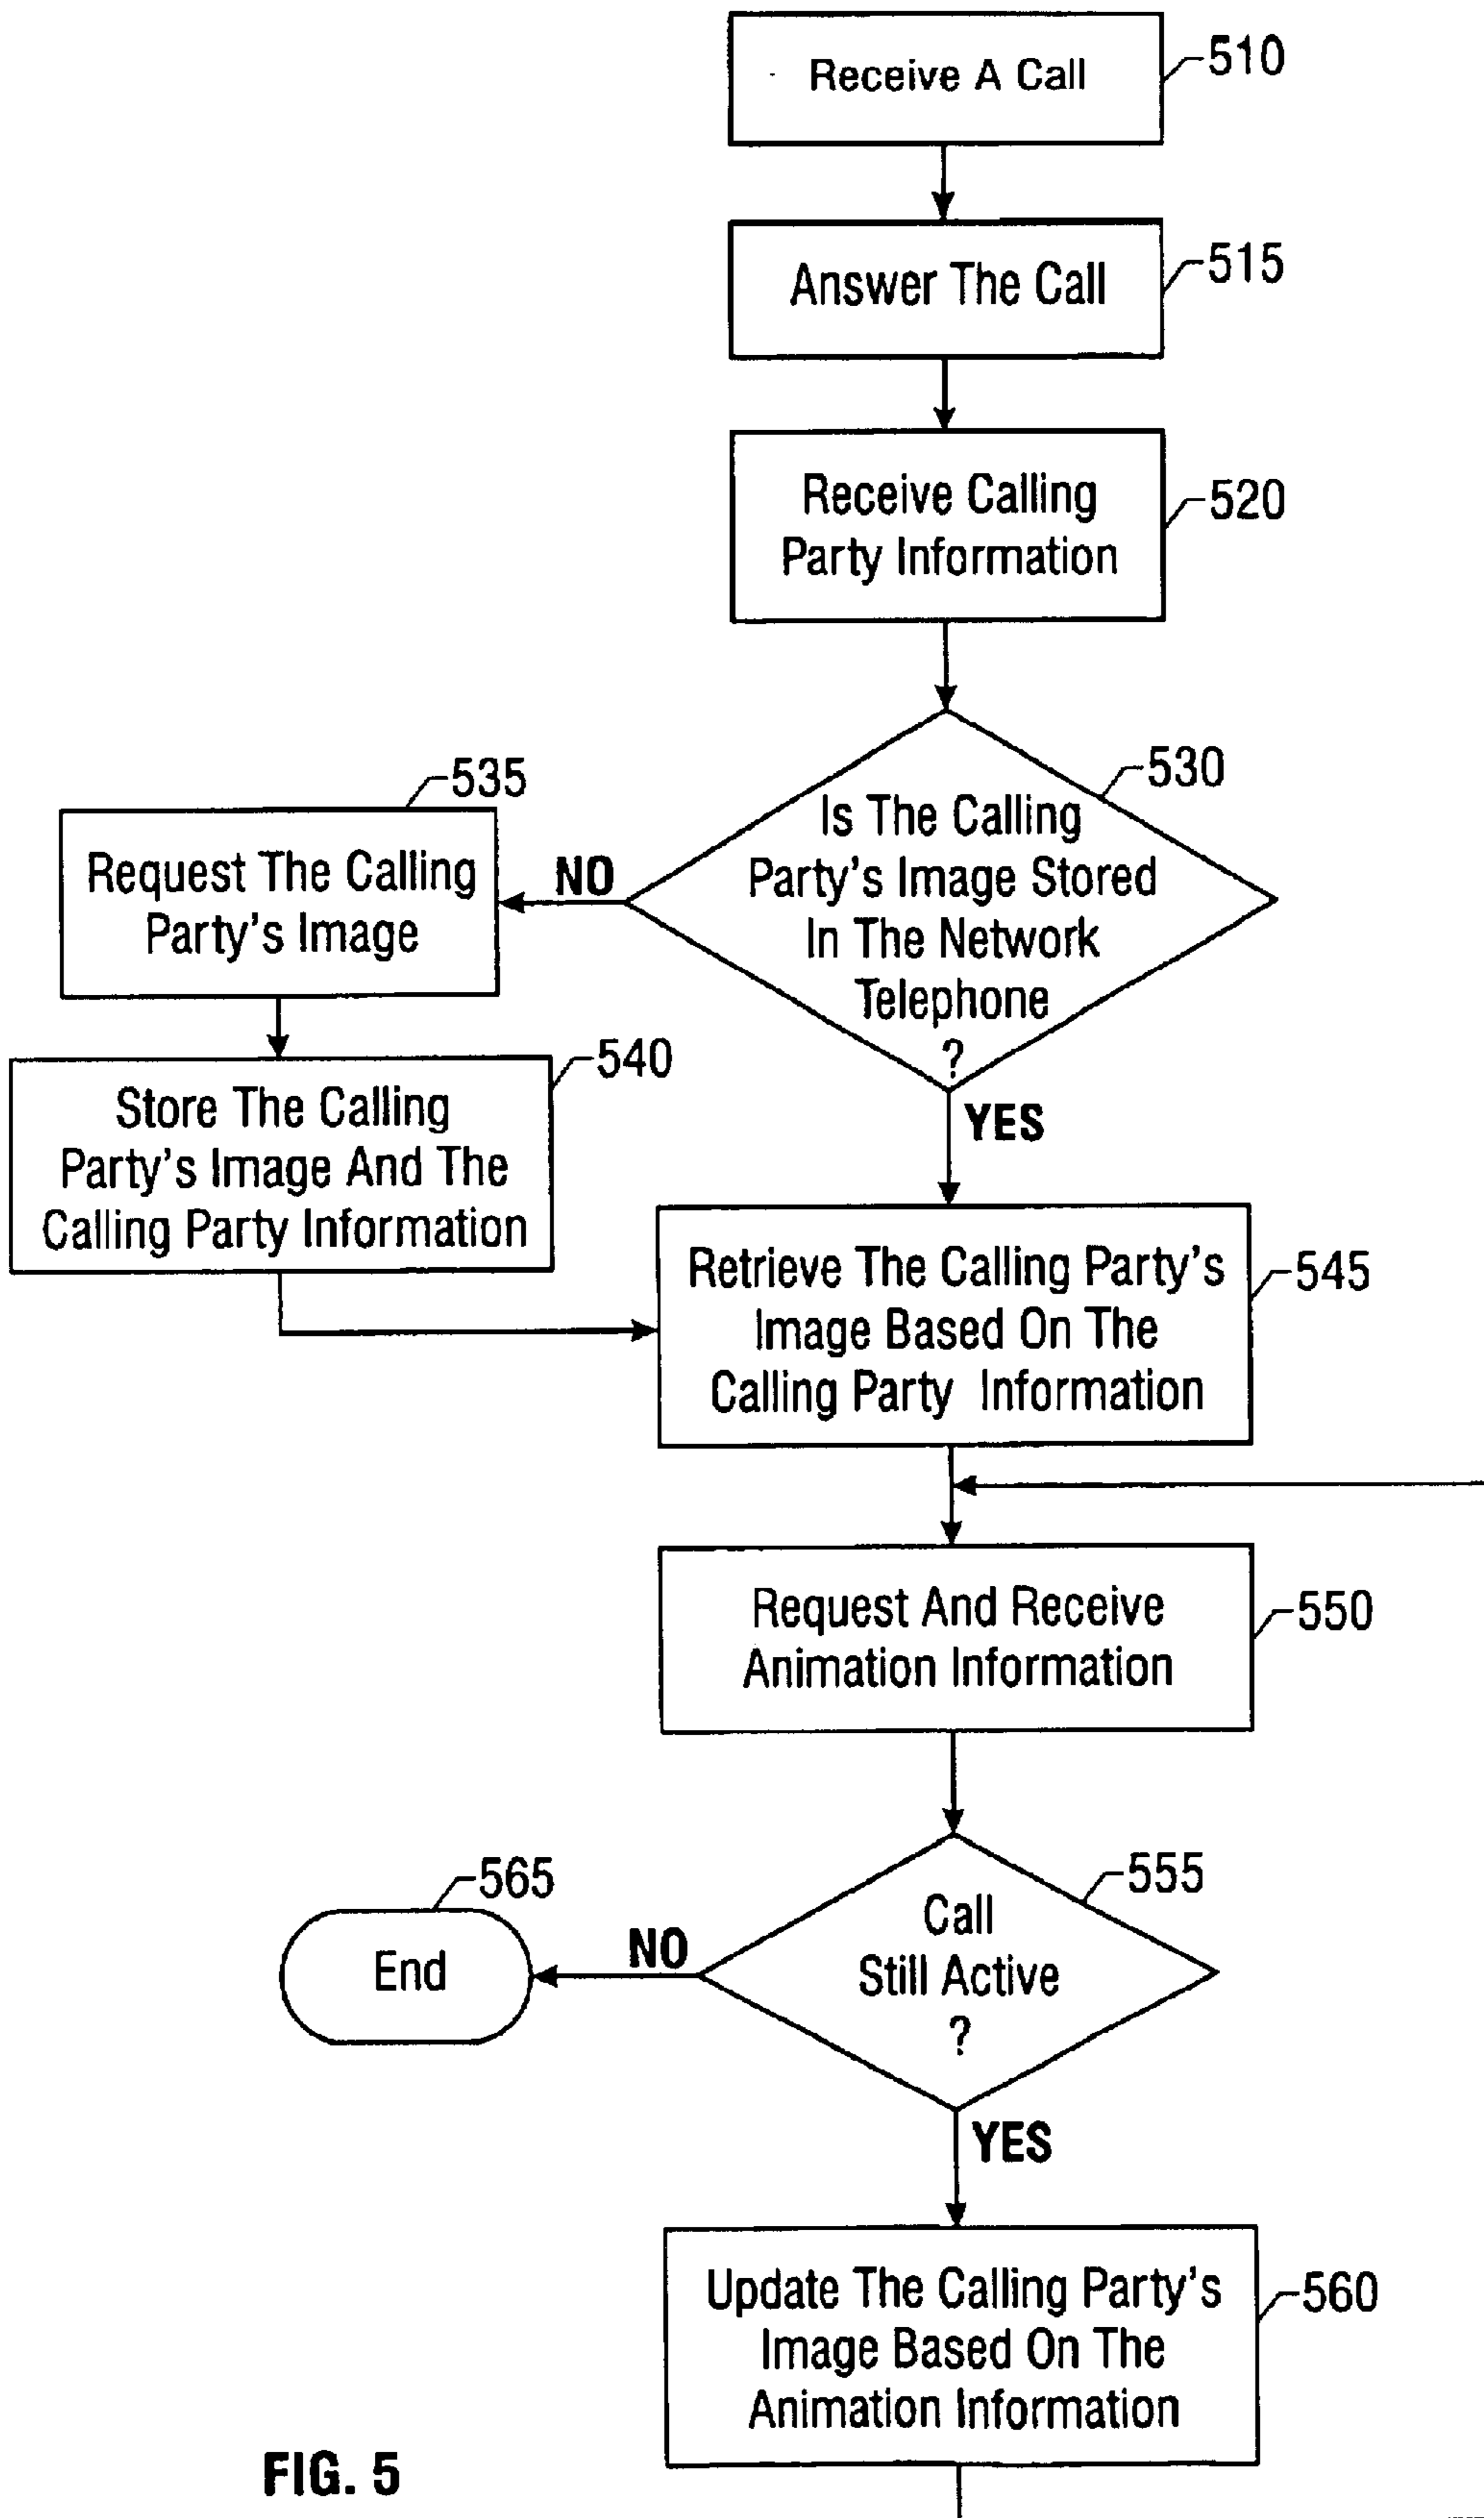 Receive A Call
510
Answer The Call
515
Receive Calling
Party Information
520
530
Is The Calling
Party's Image Stored
In The Network
Telephone
?
NO
YES
535
Request The Calling
Party's Image
540
Store The Calling
Party's Image And The
Calling Party Information
Retrieve The Calling Party's
Image Based On The
Calling Party Information
545
Request And Receive
Animation Information
550
555
Call
Still Active
?
NO
565
End
YES
Update The Calling Party's
Image Based On The
Animation Information
560
FIG. 5